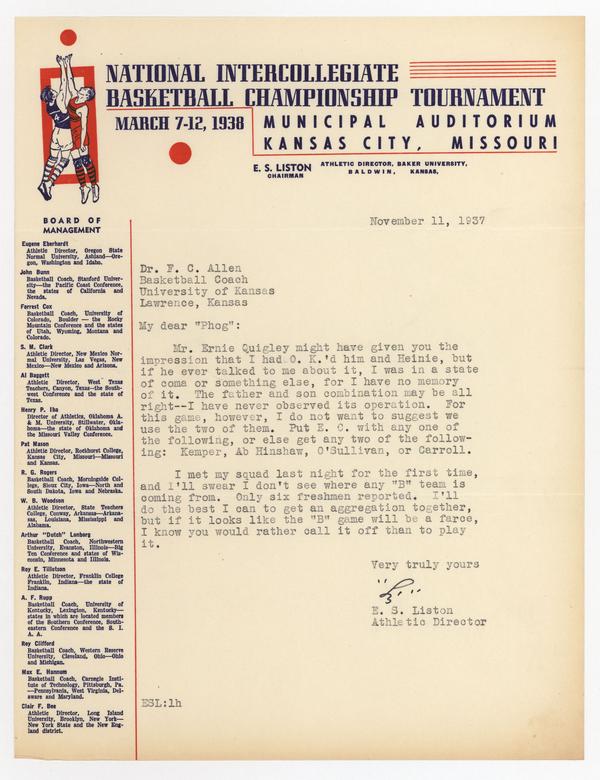 NATIONAL INTERCOLLEGIATE
BASKETBALL CHAMPIONSHIP TOURNAMENT
MARCH 7-12, 1938
MUNICIPAL AUDITORIUM
KANSAS CITY, MISSOURI
E. S. LISTON
CHAIRMAN
ATHLETIC DIRECTOR, BAKER UNIVERSITY,
BALDWIN, KANSAS,
BOARD OF
MANAGEMENT
Eugene Eberhardt
Athletic Director, Oregon State
Normal University, Ashland—Ore-
gon, Washington and Idaho.
John Bunn
Basketball Coach, Stanford Univer-
sity—the Pacific Coast Conference,
the states of California and
Nevada.
Forrest Cox
Basketball Coach, University of
Colorado, Boulder — the Rocky
Mountain Conference and the states
of Utah, Wyoming, Montana and
Colorado.
S. M. Clark
Athletic Director, New Mexico Nor-
mal University, Las Vegas, New
Mexico—New Mexico and Arizona.
Al Baggett
Athletic Director, West Texas
Teachers, Canyon, Texas—the South-
west Conference and the state of
Texas.
Henry P. Iba
Director of Athletics, Oklahoma A.
& M. University, Stillwater, Okla-
homa—the state of Oklahoma and
the Missouri Valley Conference.
Pat Mason
Athletic Director, Rockhurst College,
Kansas City, Missouri—Missouri
and Kansas.
R. G. Rogers
Basketball Coach, Morningside Col-
lege, Sioux City, Iowa—North and
South Dakota, Iowa and Nebraska.
W. B. Woodson
Athletic Director, State Teachers
College, Conway, Arkansas—Arkan-
sas, Louisiana, Mississippi and
Alabama.
Arthur "Dutch" Lonborg
Basketball Coach, Northwestern
University, Evanston, Illinois—Big
Ten Conference and states of Wis-
consin, Minnesota and Illinois.
Roy E. Tilletson
Athletic Director, Franklin College
Franklin, Indiana—the state of
Indiana.
A. F. Rupp
Basketball Coach, University of
Kentucky, Lexington, Kentucky—
states in which are located members
of the Southern Conference, South-
eastern Conference and the S. I.
A. A.
Roy Clifford
Basketball Coach, Western Reserve
University, Cleveland, Ohio—Ohio
and Michigan.
Max E. Hannum
Basketball Coach, Carnegie Insti-
tute of Technology, Pittsburgh, Pa.
—Pennsylvania, West Virginia, Del-
aware and Maryland.
Clair F. Bee
Athletic Director, Long Island
University, Brooklyn, New York—
New York State and the New Eng-
land district.
November 11, 1937
Dr. F. C. Allen
Basketball Coach
University of Kansas
Lawrence, Kansas
My dear "Phog":
Mr. Ernie Quigley might have given you the
impression that I had O. K.'d him and Heinie, but
if he ever talked to me about it, I was in a state
of coma or something else, for I have no memory
of it. The father and son combination may be all
right--I have never observed its operation. For
this game, however, I do not want to suggest we
use the two of them. Put E. C. with any one of
the following, or else get any two of the follow-
ing: Kemper, Ab Hinshaw, O'Sullivan, or Carroll.
I met my squad last night for the first time,
and I'll swear I don't see where any "B" team is
coming from. Only six freshmen reported. I'll
do the best I can to get an aggregation together,
but if it looks like the "B" game will be a farce,
I know you would rather call it off than to play
it.
Very truly yours
E. S. Liston
Athletic Director
ESL:lh